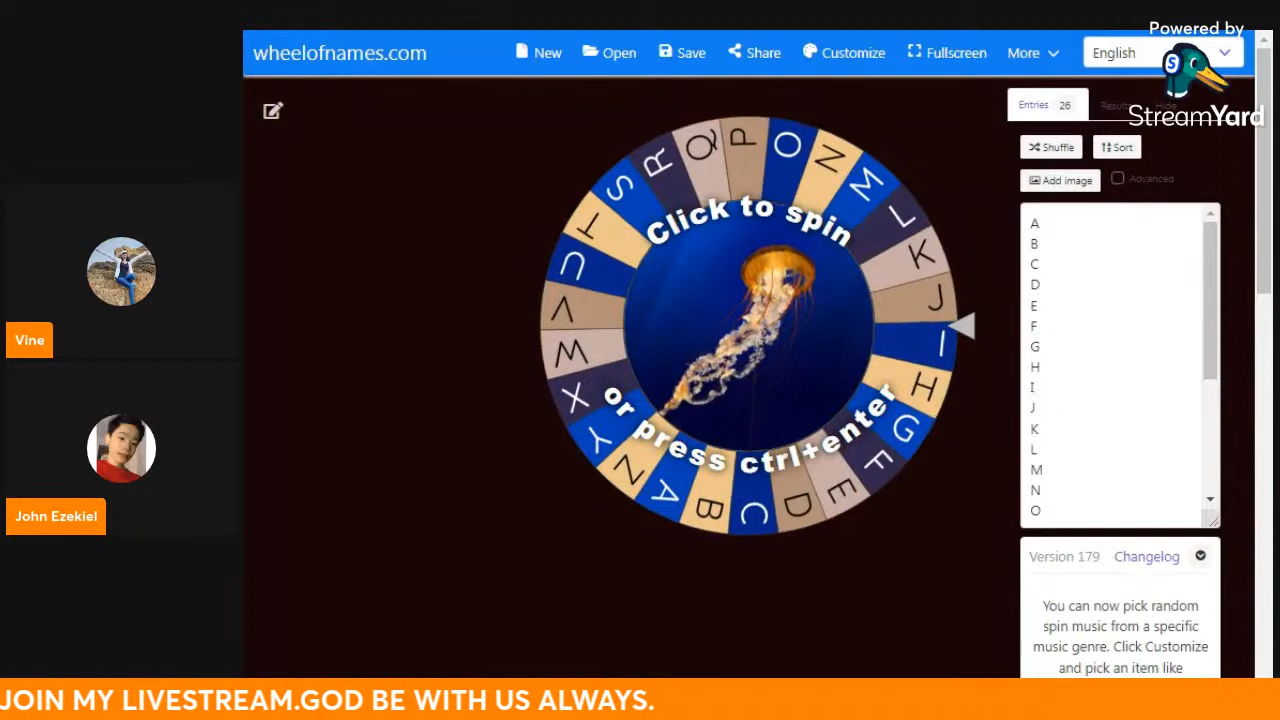 Powered by
StreamYard
wheelofnames.com
New
Open
Save
Share
Customize
Fullscreen
More
English
Entries 26
Results
Hide
Shuffle
Sort
Add image
Advanced
A
B
C
D
E
F
G
H
I
J
K
L
M
N
O
Click to spin
or press ctrl+enter
A
B
C
D
E
F
G
H
I
J
K
L
M
N
O
P
Q
R
S
T
U
V
W
X
Y
Z
Vine
John Ezekiel
Version 179
Changelog
You can now pick random
spin music from a specific
music genre. Click Customize
and pick an item like
JOIN MY LIVESTREAM.GOD BE WITH US ALWAYS.